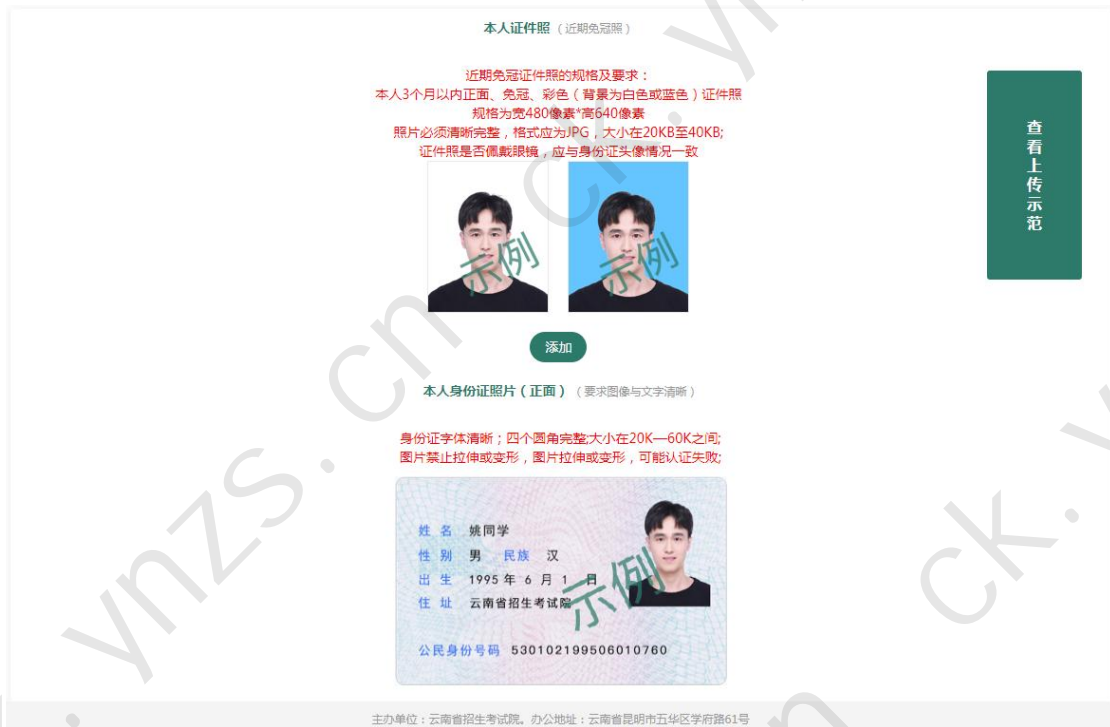 本人证件照（近期免冠照）
近期免冠证件照的规格及要求：
本人3个月以内正面、免冠、彩色（背景为白色或蓝色）证件照
规格为宽480像素*高640像素
照片必须清晰完整，格式应为JPG，大小在20KB至40KB;
证件照是否佩戴眼镜，应与身份证头像情况一致
查看上传示范
示例
示例
添加
本人身份证照片（正面）（要求图像与文字清晰）
身份证字体清晰；四个圆角完整;大小在20K—60K之间;
图片禁止拉伸或变形，图片拉伸或变形，可能认证失败;
姓 名 姚同学
性 别 男 民族 汉
出 生 1995 年 6 月 1 日
住 址 云南省招生考试院
示例
公民身份号码 530102199506010760
主办单位：云南省招生考试院。办公地址：云南省昆明市五华区学府路61号
ynzs.cn
ck.yn
ck.y